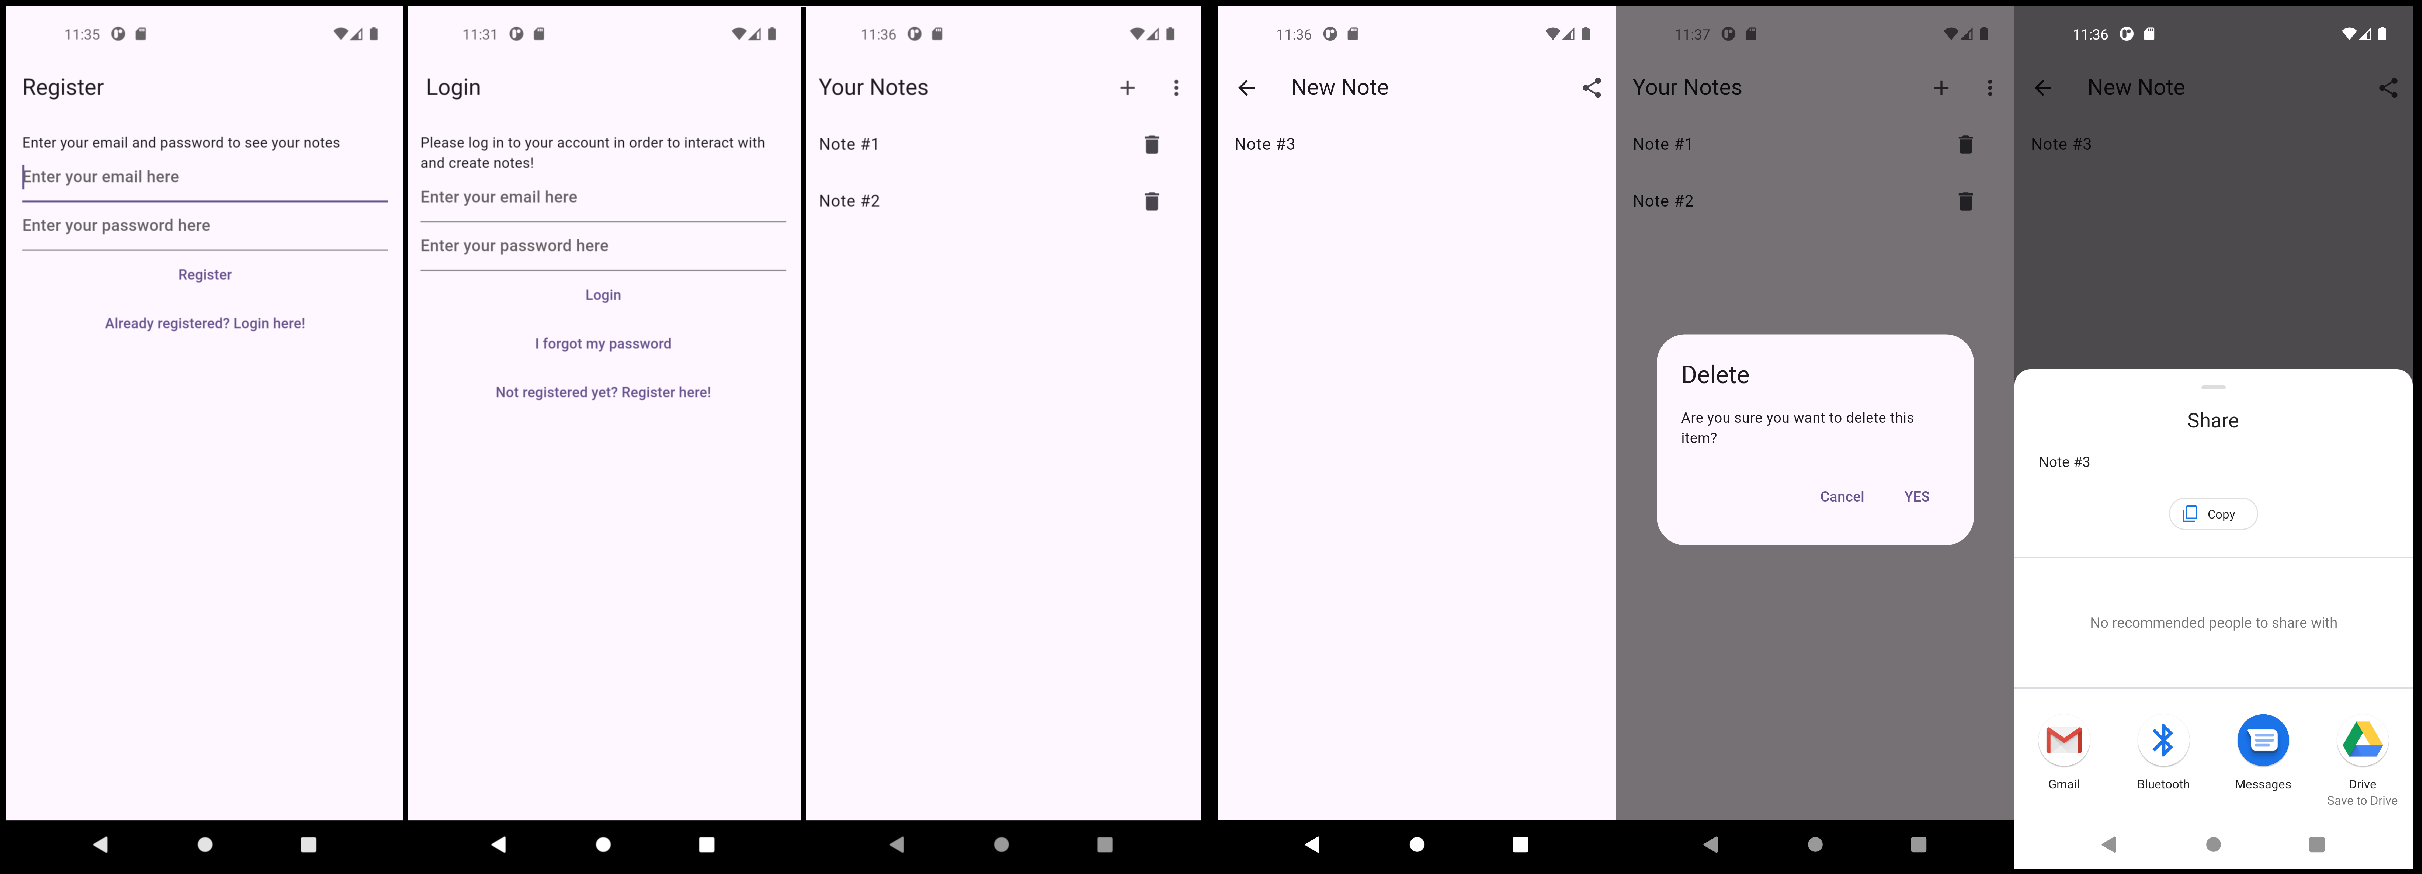 11:35
Register
Enter your email and password to see your notes
Enter your email here
Enter your password here
Register
Already registered? Login here!
11:31
Login
Please log in to your account in order to interact with
and create notes!
Enter your email here
Enter your password here
Login
I forgot my password
Not registered yet? Register here!
11:36
Your Notes
Note #1
Note #2
11:36
New Note
Note #3
11:37
Your Notes
Note #1
Note #2
Delete
Are you sure you want to delete this
item?
Cancel YES
11:36
New Note
Note #3
Share
Note #3
Copy
No recommended people to share with
Gmail Bluetooth Messages Drive
Save to Drive